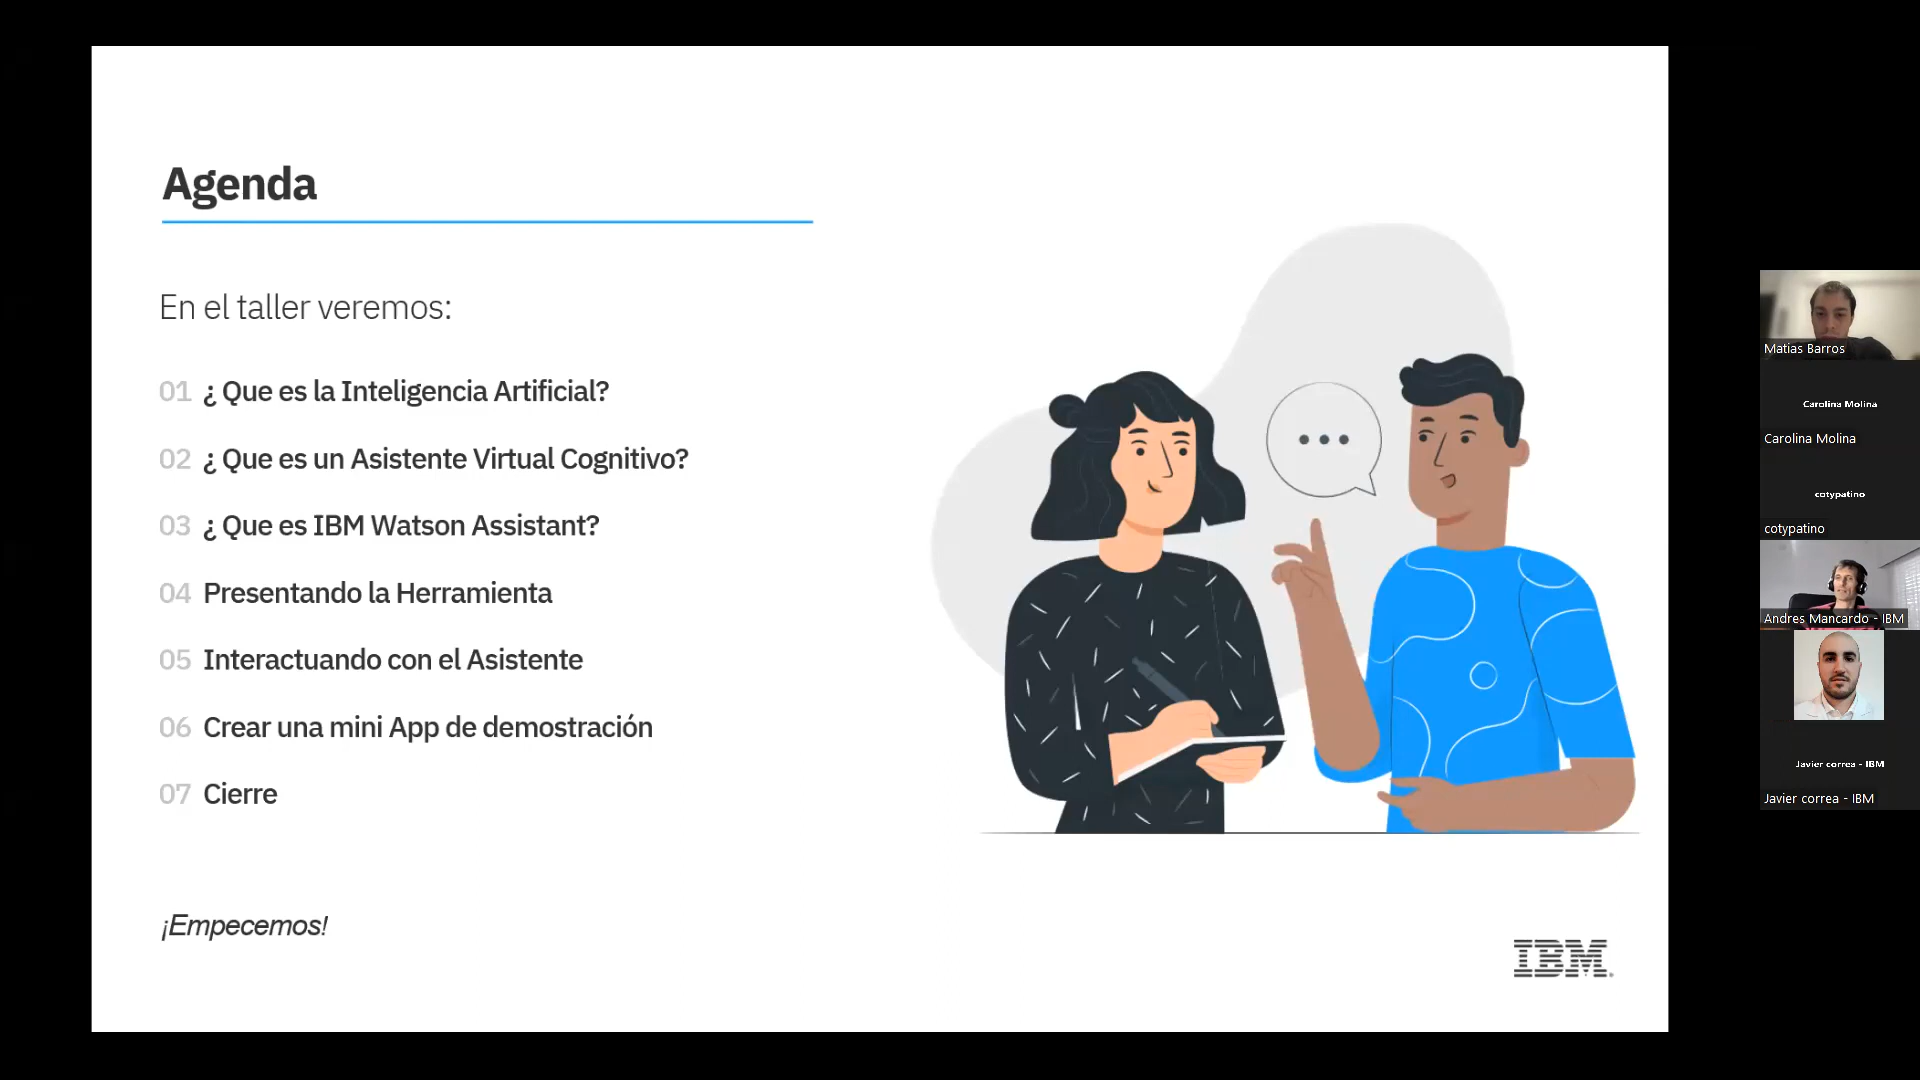 Agenda
En el taller veremos:
01 ¿ Que es la Inteligencia Artificial?
02 ¿ Que es un Asistente Virtual Cognitivo?
03 ¿ Que es IBM Watson Assistant?
04 Presentando la Herramienta
05 Interactuando con el Asistente
06 Crear una mini App de demostración
07 Cierre
¡Empecemos!
IBM
Matias Barros
Carolina Molina
Carolina Molina
cotypatino
cotypatino
Andres Mancardo - IBM
Javier correa - IBM
Javier correa - IBM